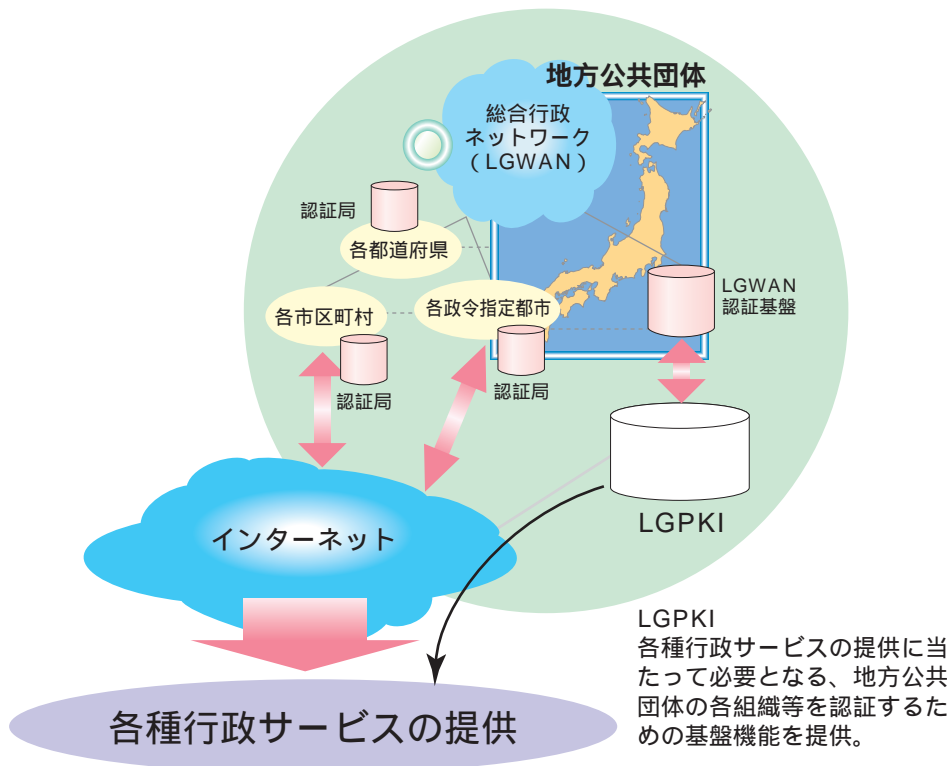 地方公共団体
総合行政
ネットワーク
（LGWAN）
認証局
各都道府県
LGWAN
認証基盤
各市区町村
各政令指定都市
認証局
認証局
LGPKI
インターネット
LGPKI
各種行政サービスの提供に当
たって必要となる、地方公共
団体の各組織等を認証するた
めの基盤機能を提供。
各種行政サービスの提供